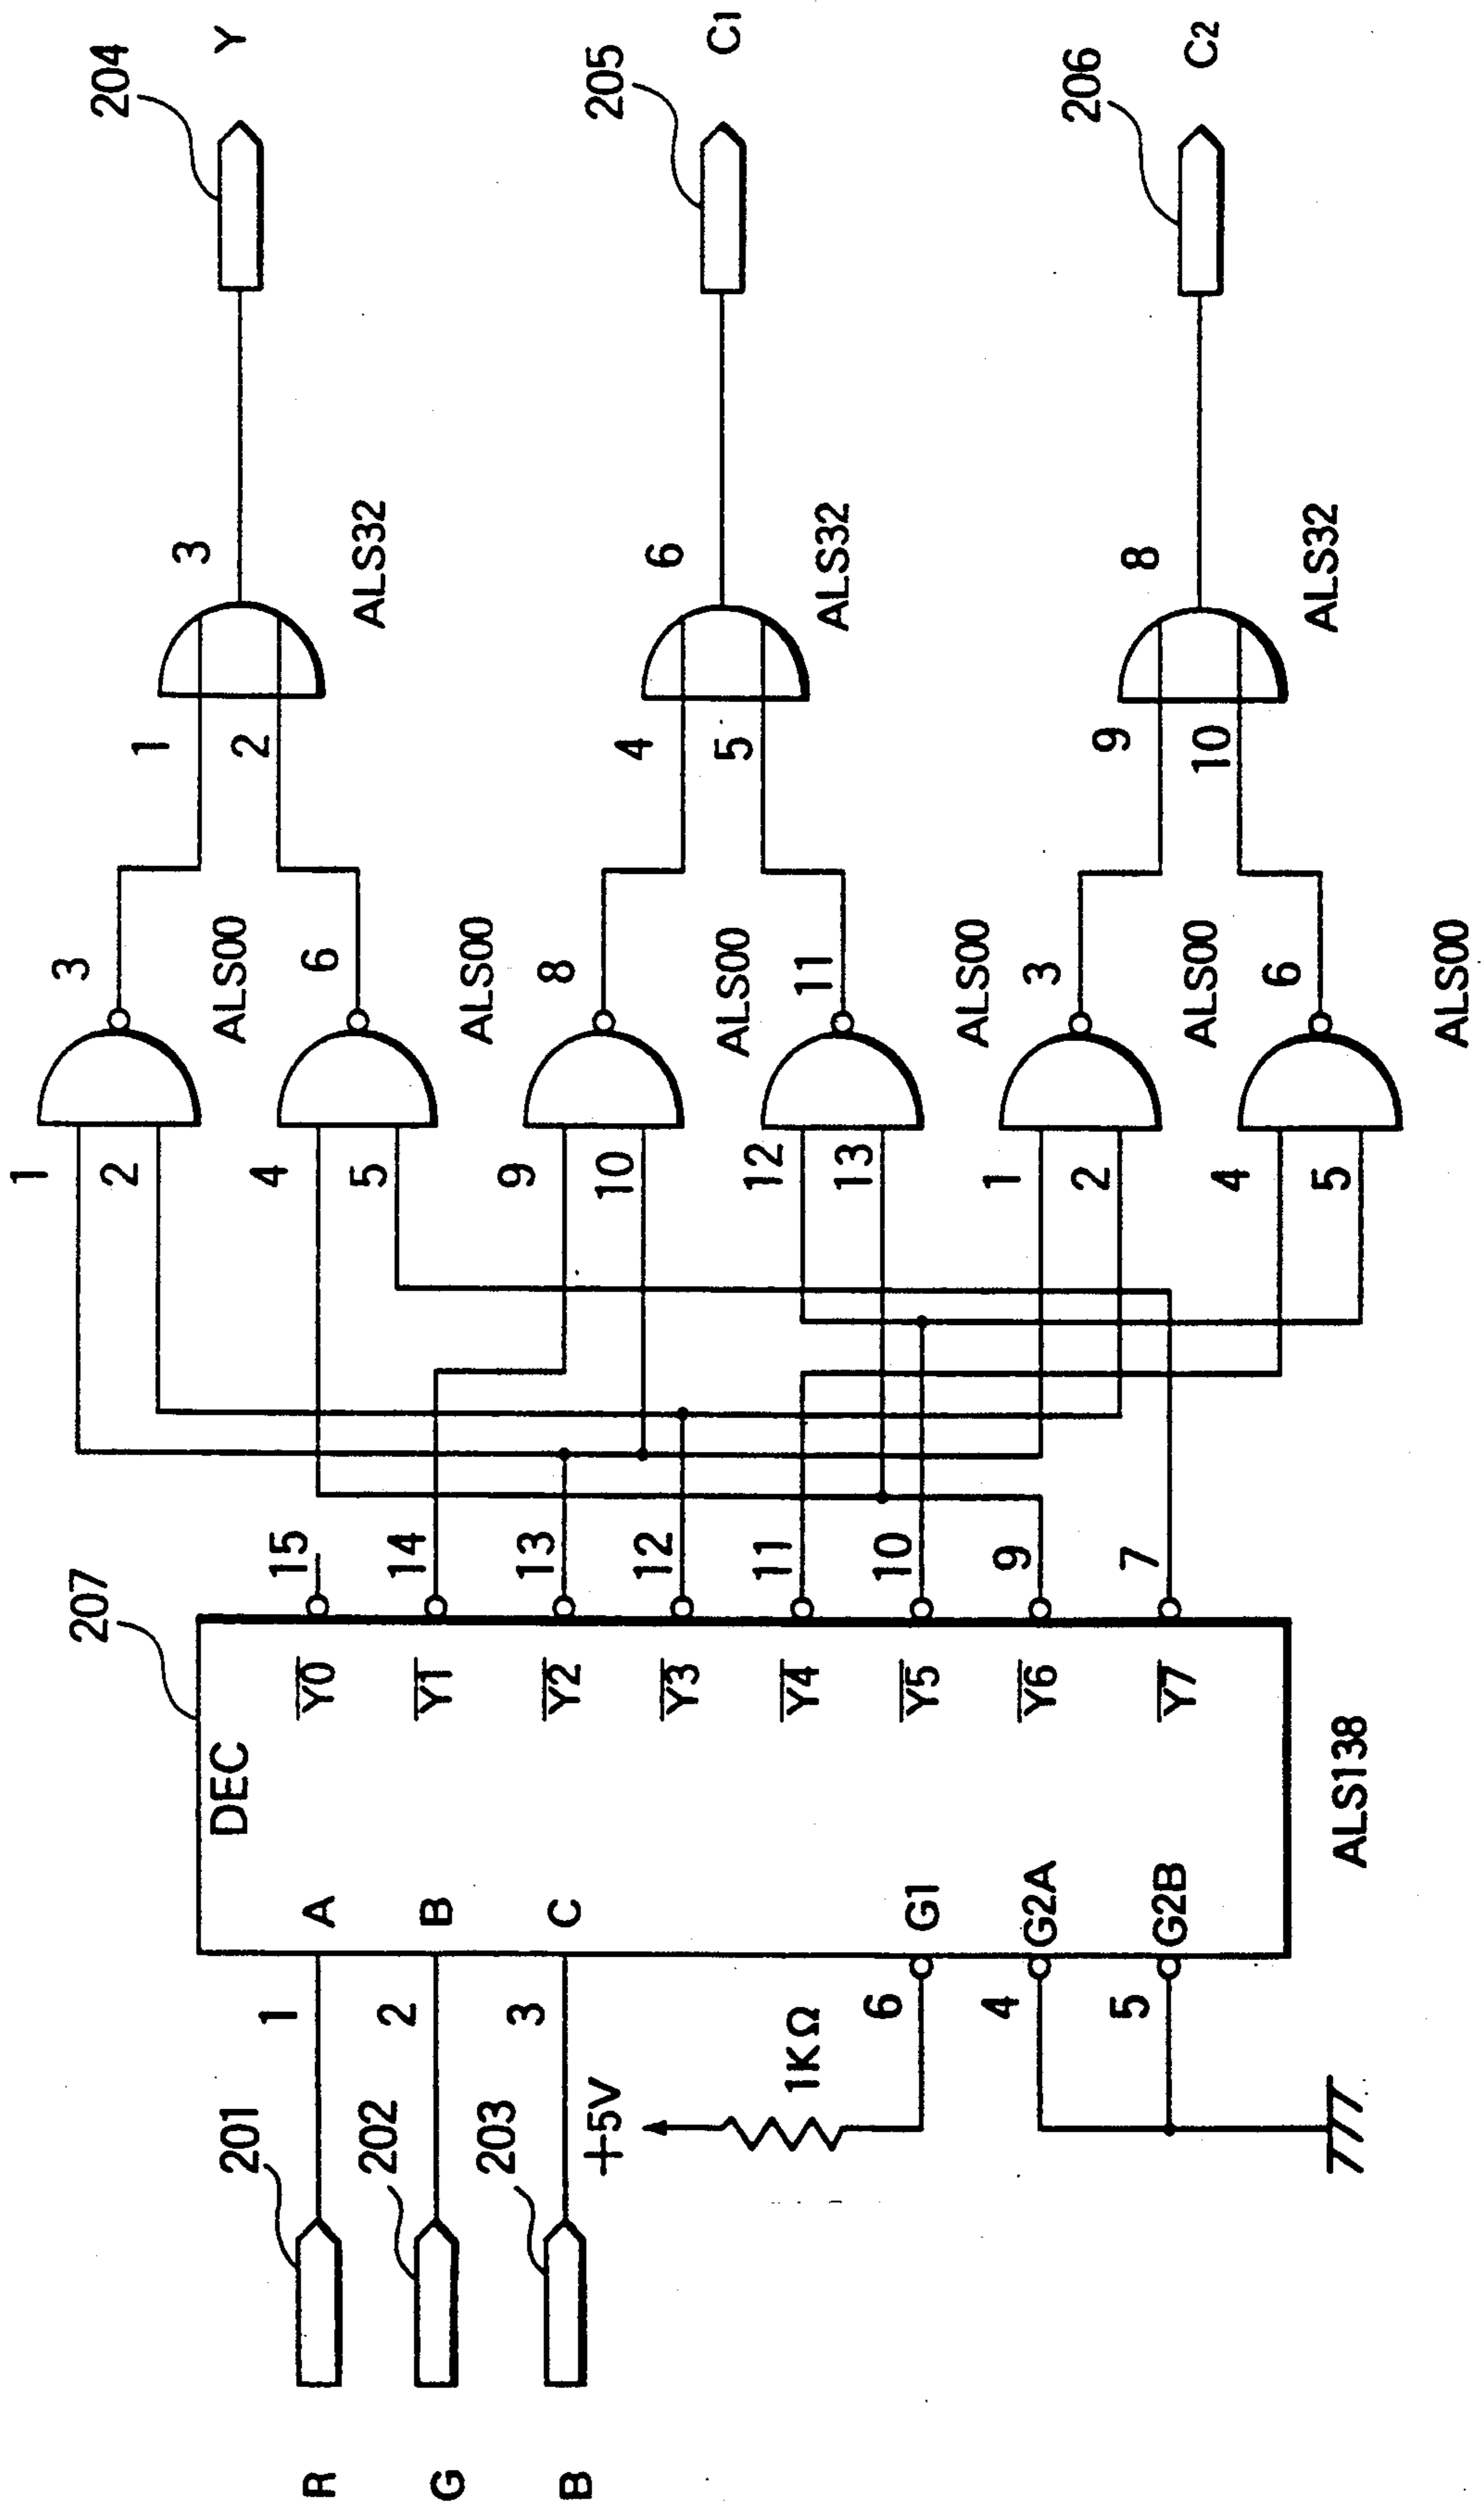 R
G
B
201
202
203
+5V
1KΩ
1
2
3
6
4
5
207
DEC
A
B
C
G1
G2A
G2B
Y0
Y1
Y2
Y3
Y4
Y5
Y6
Y7
ALS138
15
14
13
12
11
10
9
7
1
2
3
ALS00
4
5
6
ALS00
9
10
8
ALS00
12
13
11
ALS00
1
2
3
ALS00
4
5
6
ALS00
1
2
3
ALS32
4
5
6
ALS32
9
10
8
ALS32
204
Y
205
C1
206
C2